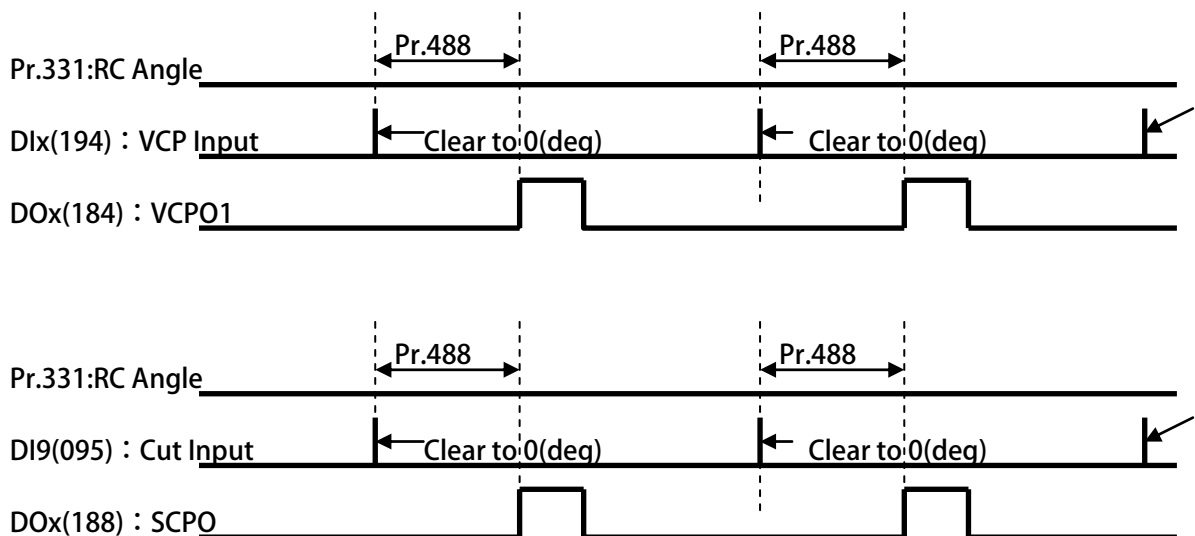 Pr.488 Pr.488
Pr.331:RC Angle
DIx(194)：VCP Input Clear to 0(deg) Clear to 0(deg)
DOx(184)：VCPO1
Pr.488 Pr.488
Pr.331:RC Angle
DI9(095)：Cut Input Clear to 0(deg) Clear to 0(deg)
DOx(188)：SCPO